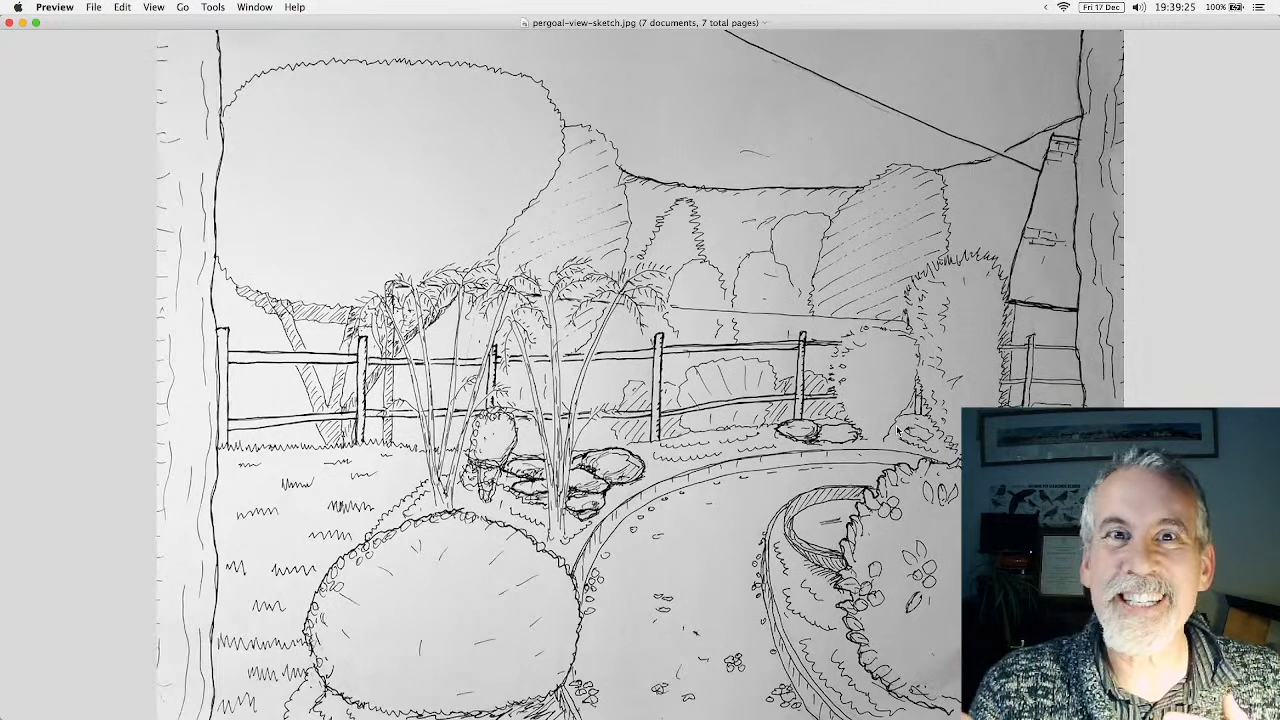 Preview File Edit View Go Tools Window Help Fri 17 Dec 19:39:25 100%
pergoal-view-sketch.jpg (7 documents, 7 total pages)